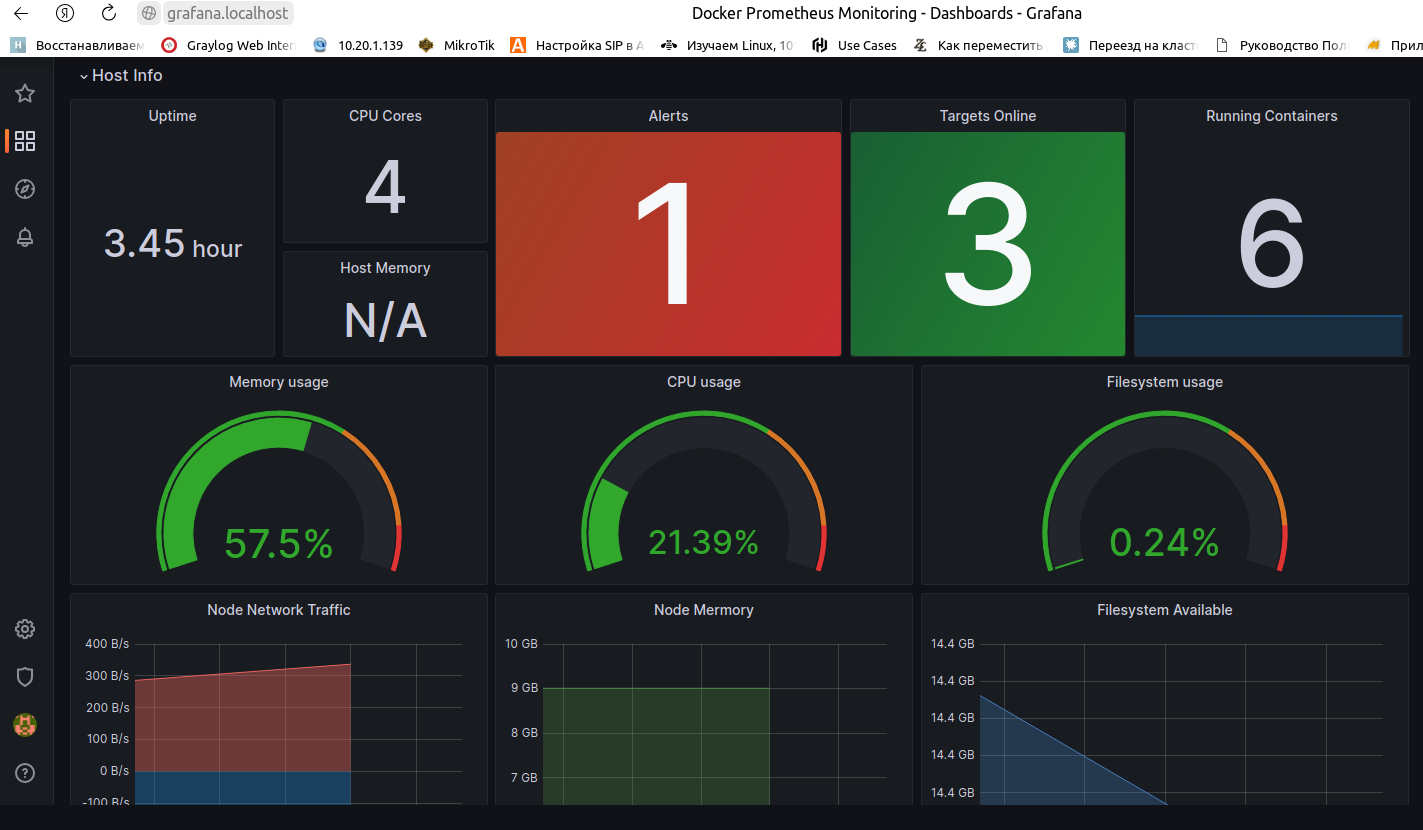 Я grafana.localhost Docker Prometheus Monitoring - Dashboards - Grafana
H Восстанавливаем Graylog Web Inter 10.20.1.139 MikroTik A Настройка SIP в A Изучаем Linux, 10 Use Cases Как переместить Переезд на класт Руководство Пол Прил
Host Info
Uptime
3.45 hour
CPU Cores
4
Host Memory
N/A
Alerts
1
Targets Online
3
Running Containers
6
Memory usage
57.5%
CPU usage
21.39%
Filesystem usage
0.24%
Node Network Traffic
400 B/s
300 B/s
200 B/s
100 B/s
0 B/s
-100 B/s
Node Mermory
10 GB
9 GB
8 GB
7 GB
Filesystem Available
14.4 GB
14.4 GB
14.4 GB
14.4 GB
14.4 GB